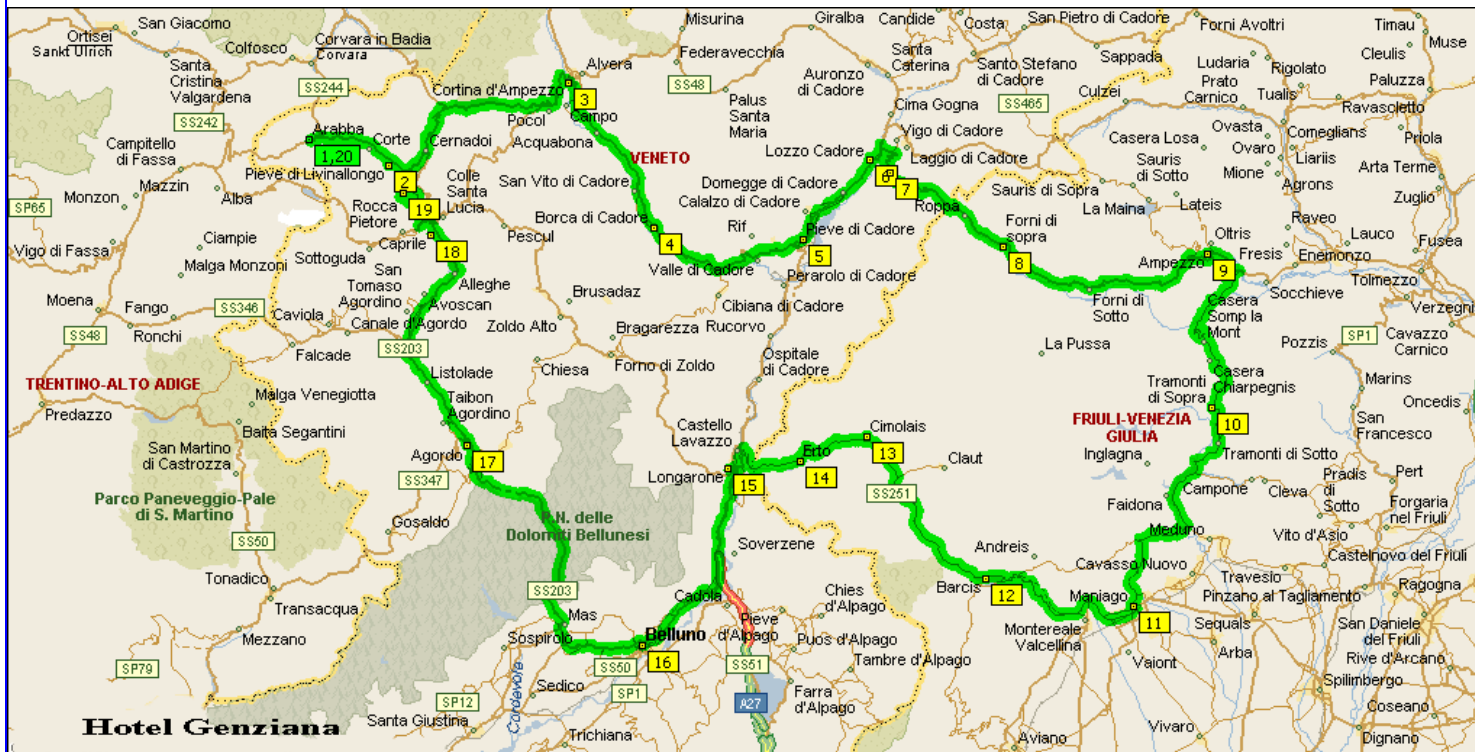 San Giacomo
Ortisei
Sankt Ulrich
Colfosco
Corvara in Badia
Corvara
Santa
Cristina
Valgardena
SS244
SS242
Misurina
Alvera
Federavecchia
Giralba
Candide
Costa
San Pietro di Cadore
Forni Avoltri
Timau
Cleulis
Muse
Santa
Caterina
Santo Stefano
di Cadore
Sappada
Ludaria
Prato
Carnico
Rigolato
Tualis
Paluzza
Ravascletto
SS48
Auronzo
di Cadore
SS465
Culzei
Cortina d'Ampezzo
3
Campo
Pocol
Acquabona
Palus
Santa
Maria
Cima Gogna
Vigo di Cadore
Laggio di Cadore
Lozzo Cadore
6
7
Casera Losa
Ovasta
Ovaro
Mione
Comeglians
Liariis
Agrons
Priola
Arta Terme
Zuglio
Arabba
1,20
Corte
Cernadoi
Pieve di Livinallongo
2
Campitello
di Fassa
Mazzin
Monzon
Alba
SP65
Vigo di Fassa
Ciampie
Malga Monzoni
Rocca
Pietore
19
Colle
Santa
Lucia
Caprile
18
Sottoguda
Pescul
VENETO
San Vito di Cadore
Borca di Cadore
4
Valle di Cadore
Rif
Domegge di Cadore
Calalzo di Cadore
Pieve di Cadore
5
Perarolo di Cadore
Cibiana di Cadore
Roppa
Forni di
sopra
8
Sauris di Sopra
Sauris
di Sotto
La Maina
Lateis
Raveo
Lauco
Fusea
Oltris
Ampezzo
9
Fresis
Enemonzo
Socchieve
Tolmezzo
Verzegni
Forni di
Sotto
Casera
Somp la
Mont
SP1
Cavazzo
Carnico
Pozzis
Moena
Fango
Ronchi
SS48
SS346
San
Tomaso
Agordino
Alleghe
Avoscan
Caviola
Canale d'Agordo
Falcade
SS203
Brusadaz
Zoldo Alto
Bragarezza
Rucorvo
Forno di Zoldo
Ospitale
di Cadore
Chiesa
La Pussa
Casera
Chiarpegnis
Tramonti
di Sopra
10
Marins
San
Francesco
Oncedis
TRENTINO-ALTO ADIGE
Predazzo
Malga Venegiotta
Listolade
Taibon
Agordino
Baita Segantini
San Martino
di Castrozza
Agordo
17
SS347
Parco Paneveggio-Pale
di S. Martino
Gosaldo
SS50
Tonadico
Transacqua
Mezzano
SP79
Castello
Lavazzo
Longarone
15
Erto
14
Cimolais
13
Claut
SS251
FRIULI-VENEZIA
GIULIA
Inglagna
Tramonti di Sotto
Campone
Faidona
Meduno
Cleva
Pradis
di
Sotto
Pert
Forgaria
nel Friuli
Vito d'Asio
Castelnovo del Friuli
P.N. delle
Dolomiti Bellunesi
Soverzene
Andreis
Barcis
12
Cavasso Nuovo
Travesio
Ragogna
Maniago
11
Pinzano al Tagliamento
Sequals
San Daniele
del Friuli
Montereale
Valcellina
Vaiont
Arba
Rive d'Arcano
Spilimbergo
Coseano
Dignano
Vivaro
Aviano
SS203
Mas
Sospirolo
Cadola
Belluno
16
Pieve
d'Alpago
Chies
d'Alpago
Puos d'Alpago
Tambre d'Alpago
SS50
SP1
SS51
A27
Farra
d'Alpago
Sedico
SP12
Santa Giustina
Cordevole
Trichiana
Hotel Genziana